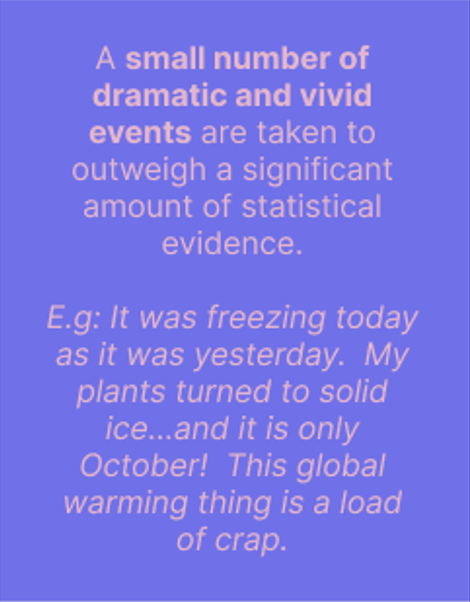 A small number of
dramatic and vivid
events are taken to
outweigh a significant
amount of statistical
evidence.
E.g: It was freezing today
as it was yesterday.  My
plants turned to solid
ice...and it is only
October!  This global
warming thing is a load
of crap.